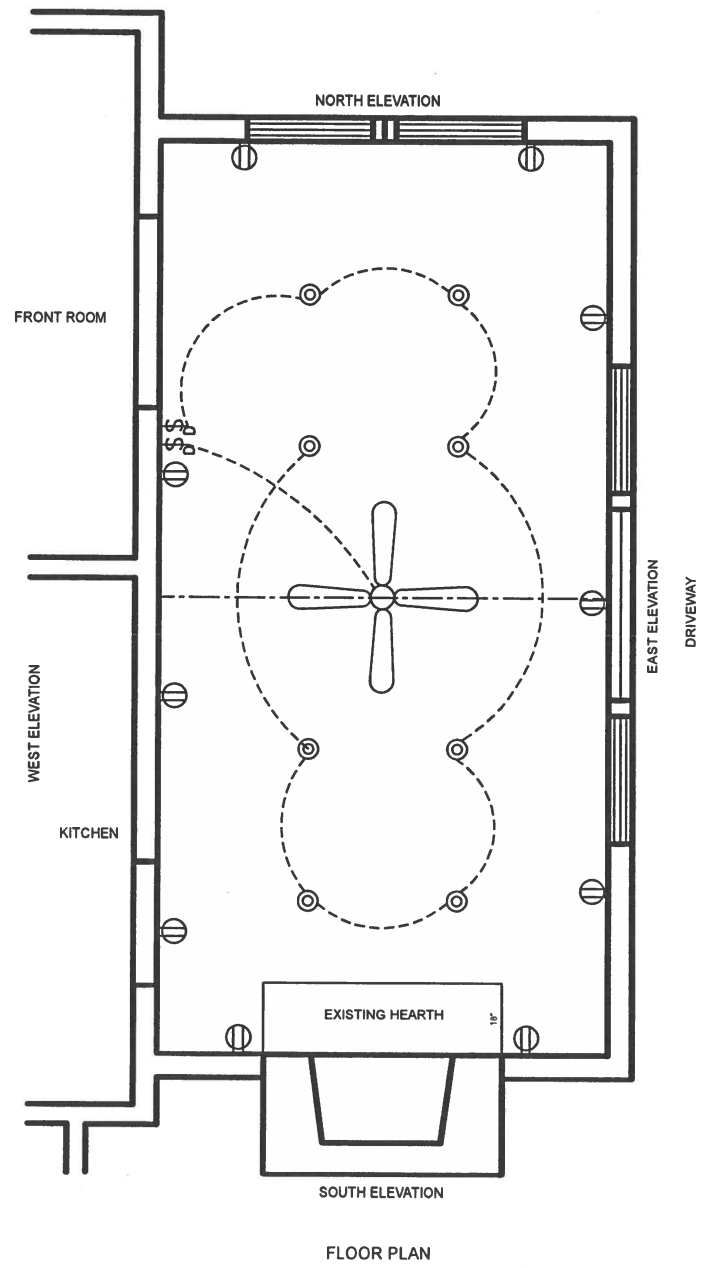 NORTH ELEVATION
FRONT ROOM
S
D
S
D
EAST ELEVATION
DRIVEWAY
WEST ELEVATION
KITCHEN
EXISTING HEARTH
18"
SOUTH ELEVATION
FLOOR PLAN